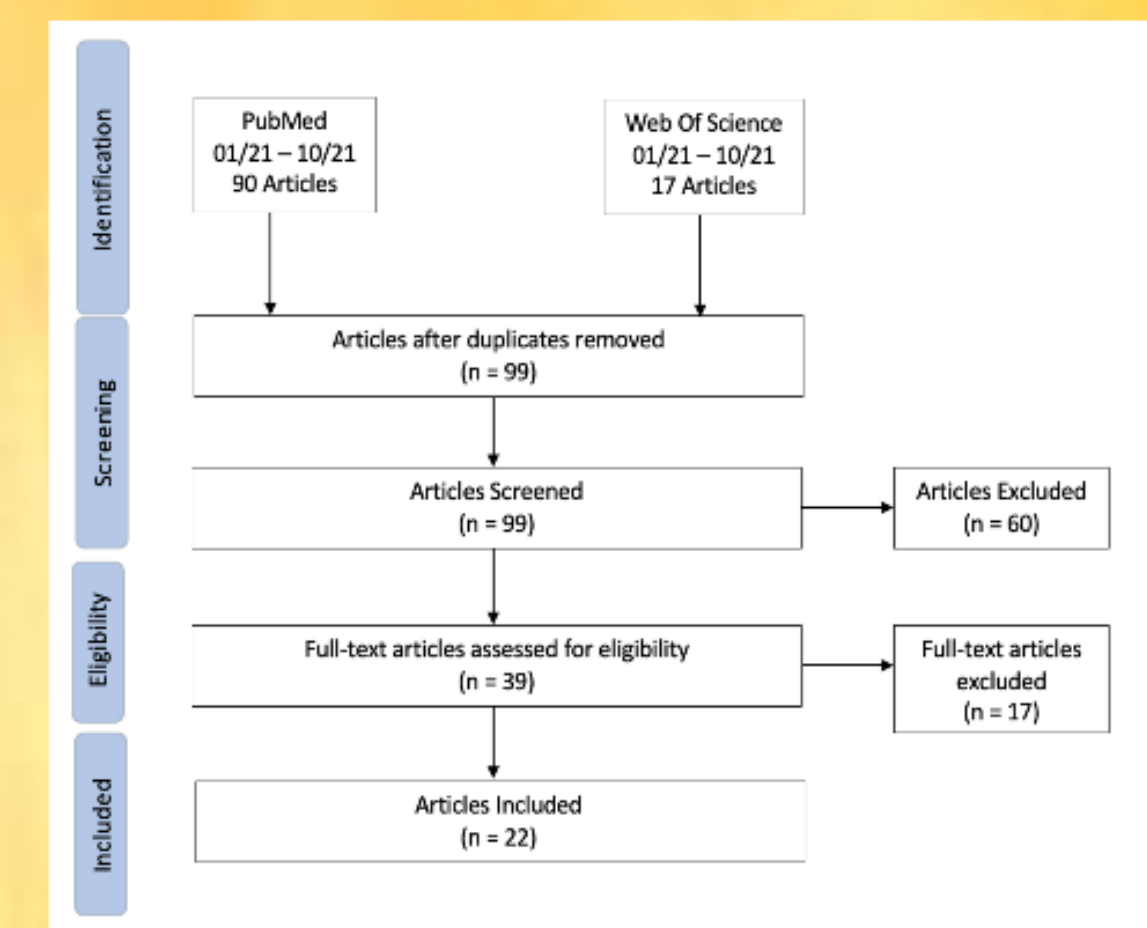 Identification
PubMed
01/21 – 10/21
90 Articles
Web Of Science
01/21 – 10/21
17 Articles
Screening
Articles after duplicates removed
(n = 99)
Articles Screened
(n = 99)
Articles Excluded
(n = 60)
Eligibility
Full-text articles assessed for eligibility
(n = 39)
Full-text articles
excluded
(n = 17)
Included
Articles Included
(n = 22)